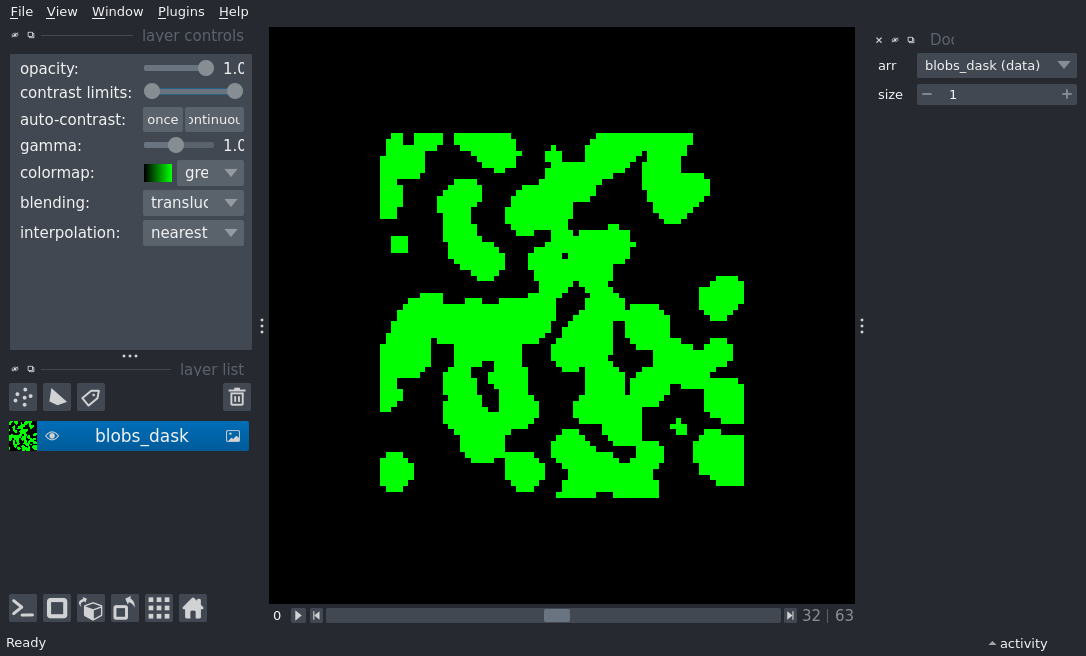 File View Window Plugins Help
layer controls
opacity: 1.0
contrast limits:
auto-contrast: once ontinuou
gamma: 1.0
colormap: gre
blending: transluc
interpolation: nearest
layer list
blobs_dask
0 32 | 63
Ready
activity
Doc
arr blobs_dask (data)
size 1